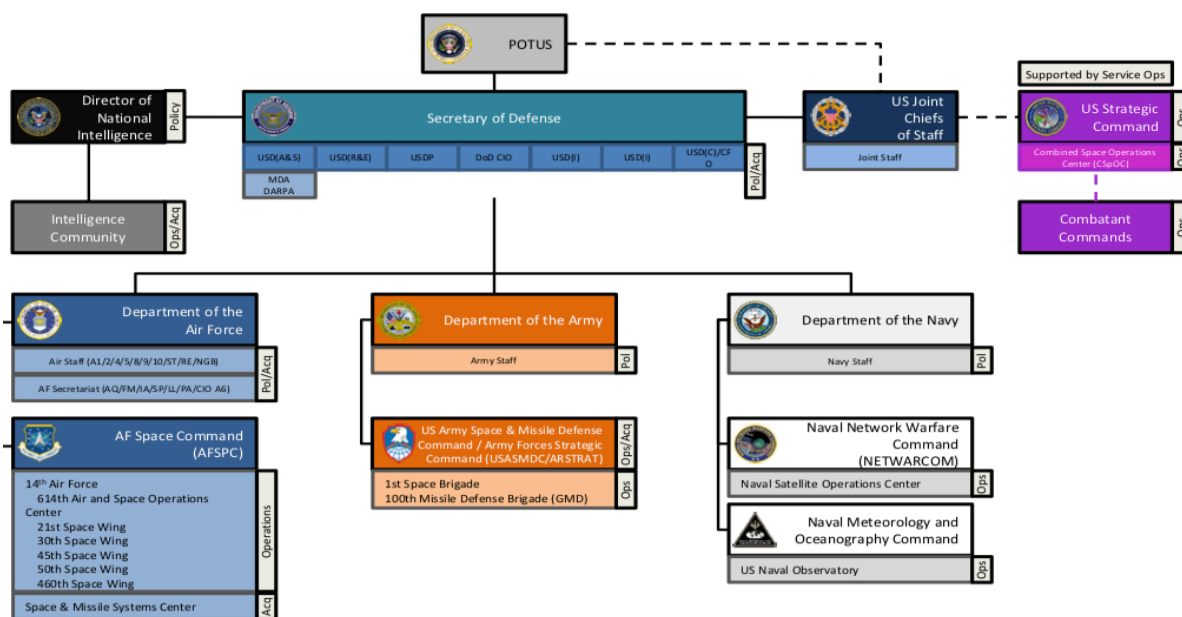 POTUS
Supported by Service Ops
Director of
National
Intelligence
Policy
Secretary of Defense
US Joint
Chiefs
of Staff
US Strategic
Command
Ops
USD(A&S)
USD(R&E)
USDP
DoD CIO
USD(I)
USD(I)
USD(C)/CF
O
Pol/Acq
Joint Staff
Combined Space Operations
Center (CSpOC)
Ops
MDA
DARPA
Intelligence
Community
Ops/Acq
Combatant
Commands
Ops
Department of the
Air Force
Department of the Army
Department of the Navy
Air Staff (A1/2/4/5/8/9/10/ST/RE/NGB)
AF Secretariat (AQ/FM/IA/SP/LL/PA/CIO A6)
Pol/Acq
Army Staff
Pol
Navy Staff
Pol
AF Space Command
(AFSPC)
US Army Space & Missile Defense
Command / Army Forces Strategic
Command (USASMDC/ARSTRAT)
Ops/Acq
Naval Network Warfare
Command
(NETWARCOM)
14th Air Force
614th Air and Space Operations
Center
21st Space Wing
30th Space Wing
45th Space Wing
50th Space Wing
460th Space Wing
Operations
1st Space Brigade
100th Missile Defense Brigade (GMD)
Ops
Naval Satellite Operations Center
Ops
Naval Meteorology and
Oceanography Command
US Naval Observatory
Ops
Space & Missile Systems Center
Acq